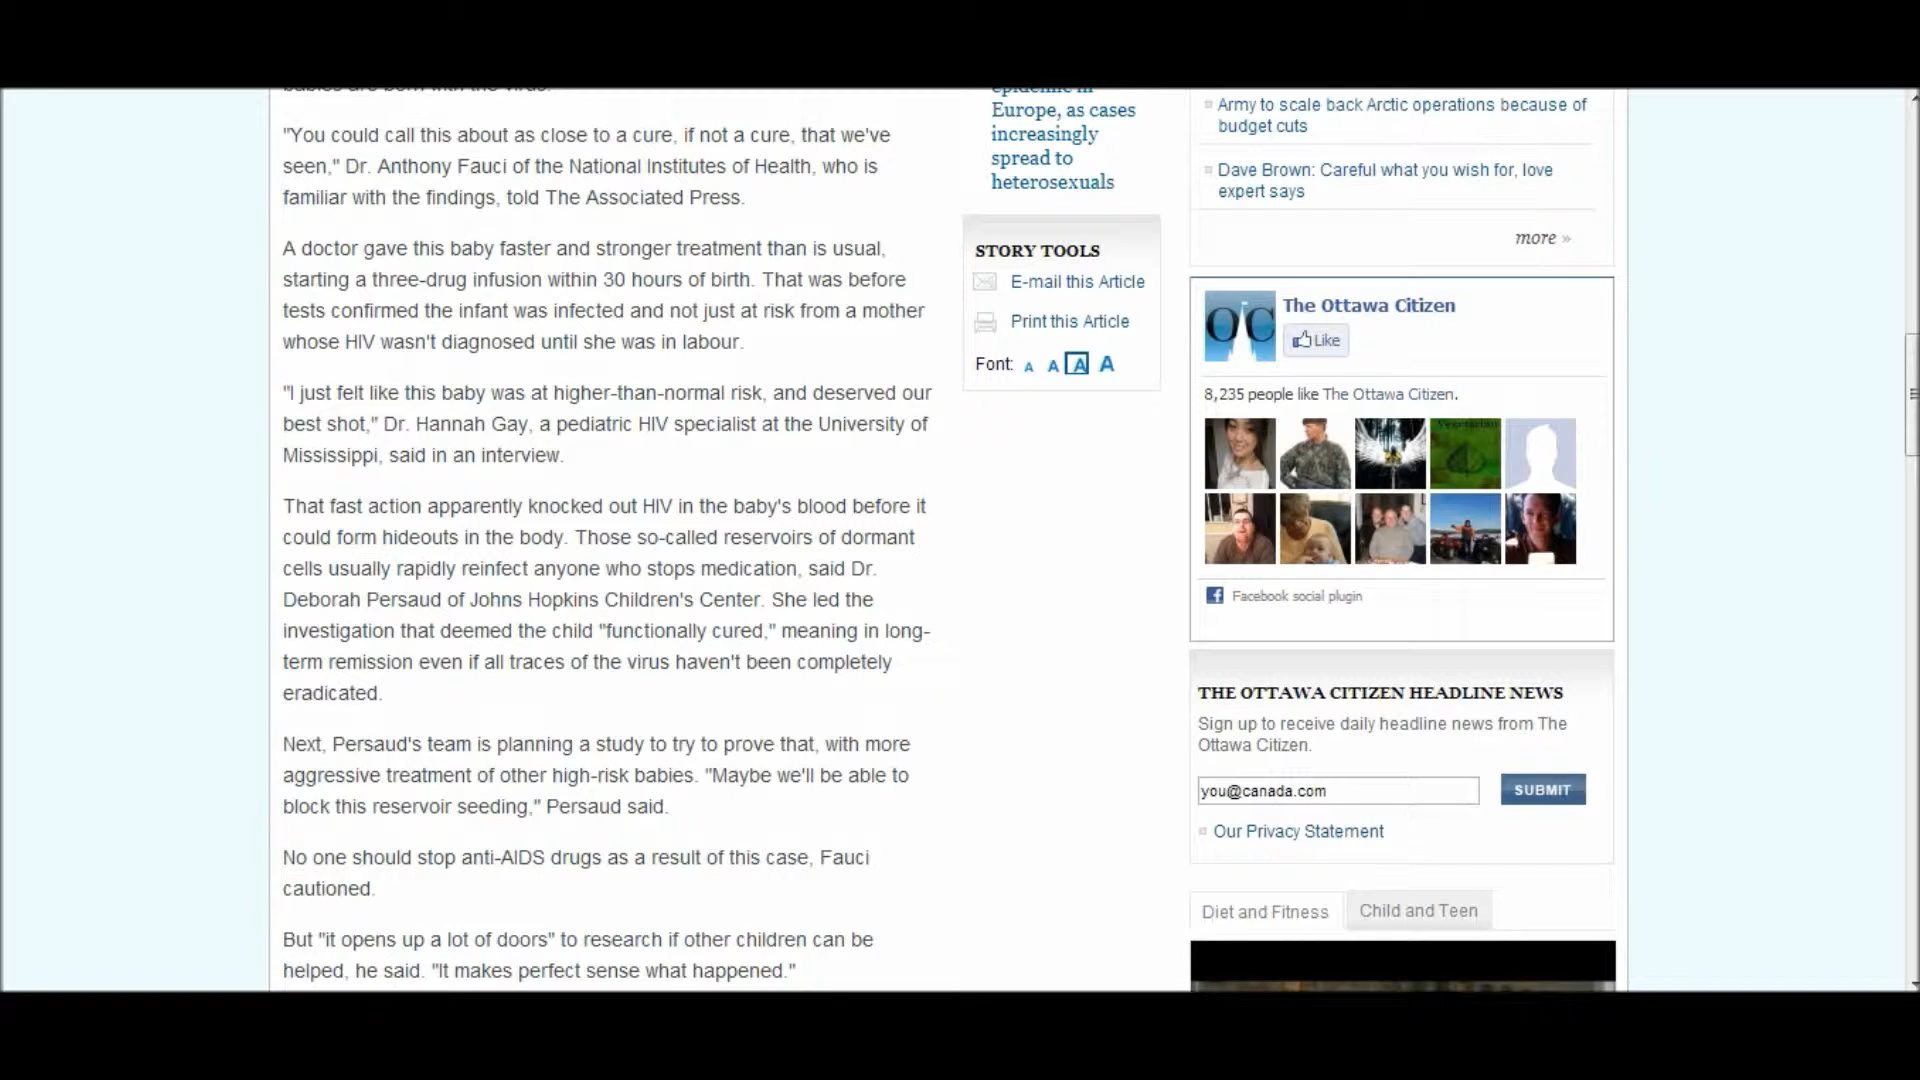 babies are born with the virus.
"You could call this about as close to a cure, if not a cure, that we've
seen," Dr. Anthony Fauci of the National Institutes of Health, who is
familiar with the findings, told The Associated Press.
A doctor gave this baby faster and stronger treatment than is usual,
starting a three-drug infusion within 30 hours of birth. That was before
tests confirmed the infant was infected and not just at risk from a mother
whose HIV wasn't diagnosed until she was in labour.
"I just felt like this baby was at higher-than-normal risk, and deserved our
best shot," Dr. Hannah Gay, a pediatric HIV specialist at the University of
Mississippi, said in an interview.
That fast action apparently knocked out HIV in the baby's blood before it
could form hideouts in the body. Those so-called reservoirs of dormant
cells usually rapidly reinfect anyone who stops medication, said Dr.
Deborah Persaud of Johns Hopkins Children's Center. She led the
investigation that deemed the child "functionally cured," meaning in long-
term remission even if all traces of the virus haven't been completely
eradicated.
Next, Persaud's team is planning a study to try to prove that, with more
aggressive treatment of other high-risk babies. "Maybe we'll be able to
block this reservoir seeding," Persaud said.
No one should stop anti-AIDS drugs as a result of this case, Fauci
cautioned.
But "it opens up a lot of doors" to research if other children can be
helped, he said. "It makes perfect sense what happened."
epidemic in
Europe, as cases
increasingly
spread to
heterosexuals
STORY TOOLS
E-mail this Article
Print this Article
Font: A A A A
Army to scale back Arctic operations because of
budget cuts
Dave Brown: Careful what you wish for, love
expert says
more »
OC
The Ottawa Citizen
Like
8,235 people like The Ottawa Citizen.
Vegetarian
Facebook social plugin
THE OTTAWA CITIZEN HEADLINE NEWS
Sign up to receive daily headline news from The
Ottawa Citizen.
you@canada.com
SUBMIT
Our Privacy Statement
Diet and Fitness
Child and Teen